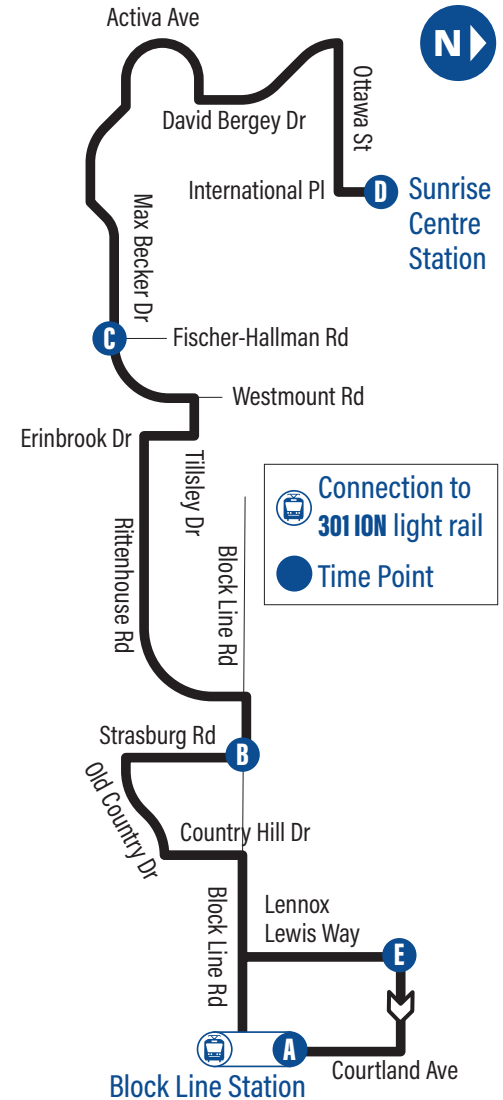 Activa Ave
N
David Bergey Dr
Ottawa St
International Pl
D
Sunrise
Centre
Station
Max Becker Dr
C
Fischer-Hallman Rd
Westmount Rd
Erinbrook Dr
Tillsley Dr
Connection to
301 ION light rail
Time Point
Rittenhouse Rd
Block Line Rd
Strasburg Rd
B
Old Country Dr
Country Hill Dr
Block Line Rd
Lennox
Lewis Way
E
A
Courtland Ave
Block Line Station